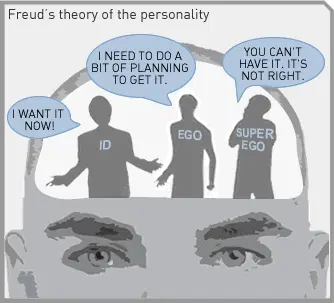 Freud's theory of the personality
I WANT IT
NOW!
I NEED TO DO A
BIT OF PLANNING
TO GET IT.
YOU CAN'T
HAVE IT. IT'S
NOT RIGHT.
ID
EGO
SUPER
EGO